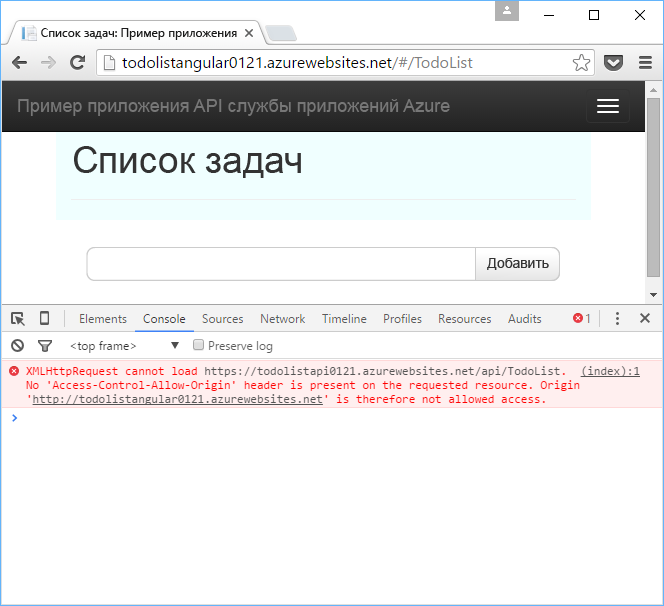 Список задач: Пример приложения
todolistangular0121.azurewebsites.net/#/TodoList
Пример приложения API службы приложений Azure
Список задач
Добавить
Elements Console Sources Network Timeline Profiles Resources Audits 1
<top frame> Preserve log
XMLHttpRequest cannot load https://todolistapi0121.azurewebsites.net/api/TodoList. (index):1
No 'Access-Control-Allow-Origin' header is present on the requested resource. Origin
'http://todolistangular0121.azurewebsites.net' is therefore not allowed access.